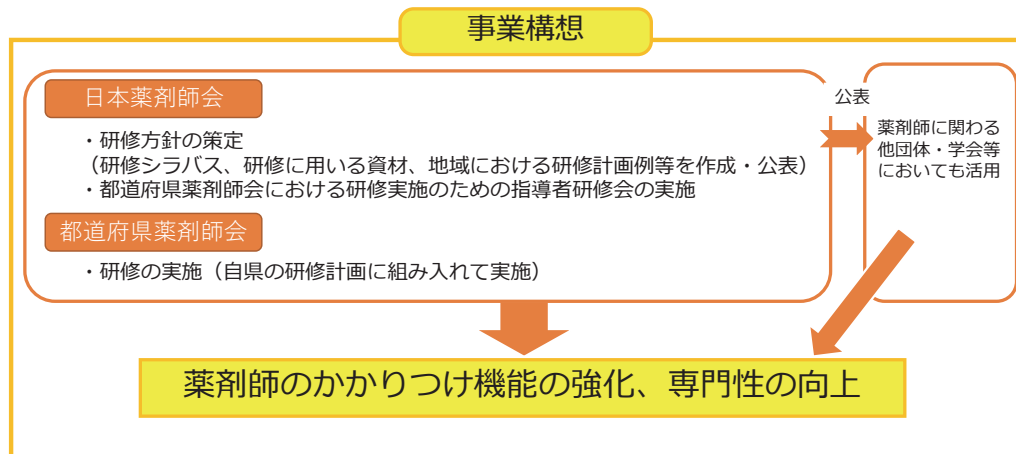 事業構想
日本薬剤師会
・研修方針の策定
（研修シラバス、研修に用いる資材、地域における研修計画例等を作成・公表）
・都道府県薬剤師会における研修実施のための指導者研修会の実施
都道府県薬剤師会
・研修の実施（自県の研修計画に組み入れて実施）
公表
薬剤師に関わる
他団体・学会等
においても活用
薬剤師のかかりつけ機能の強化、専門性の向上